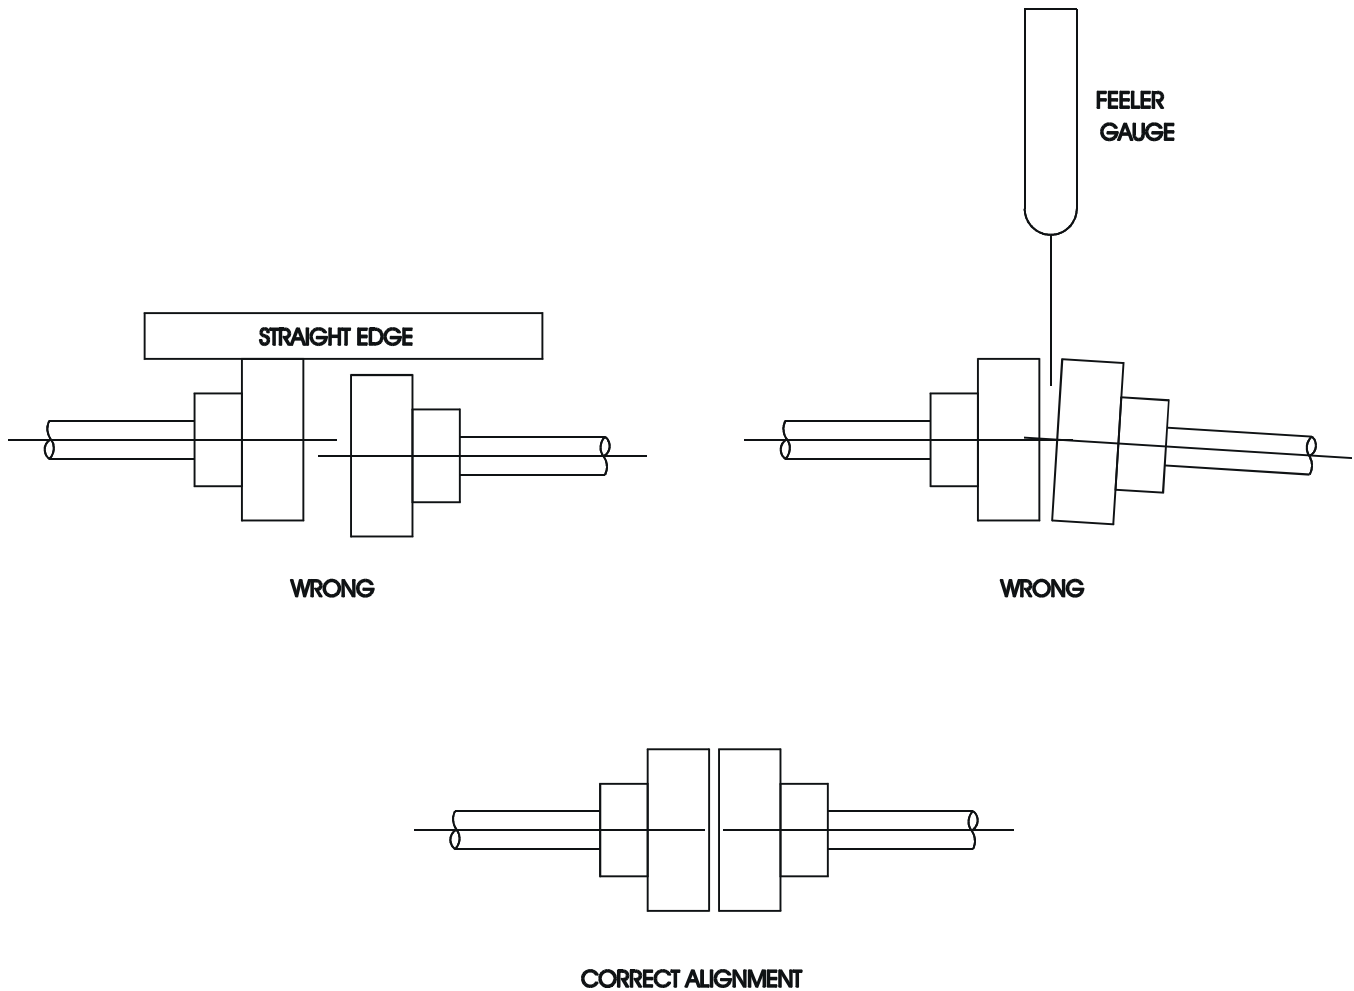 FEELER
GAUGE
STRAIGHT EDGE
WRONG
WRONG
CORRECT ALIGNMENT